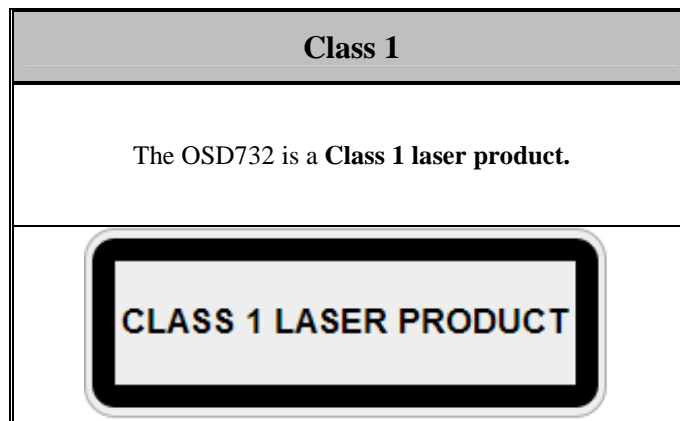 Class 1
The OSD732 is a Class 1 laser product.
CLASS 1 LASER PRODUCT